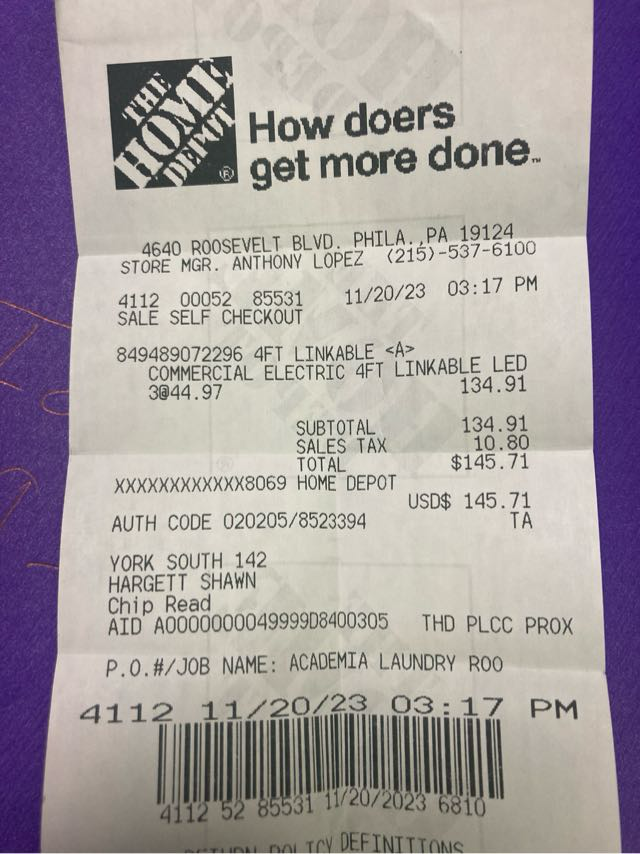 THE
HOME
DEPOT
®
How doers
get more done.™
4640 ROOSEVELT BLVD. PHILA.,PA 19124
STORE MGR. ANTHONY LOPEZ (215)-537-6100
4112 00052 85531 11/20/23 03:17 PM
SALE SELF CHECKOUT
849489072296 4FT LINKABLE <A>
COMMERCIAL ELECTRIC 4FT LINKABLE LED
3@44.97 134.91
SUBTOTAL 134.91
SALES TAX 10.80
TOTAL $145.71
XXXXXXXXXXXX8069 HOME DEPOT
USD$ 145.71
AUTH CODE 020205/8523394 TA
YORK SOUTH 142
HARGETT SHAWN
Chip Read
AID A0000000049999D8400305 THD PLCC PROX
P.O.#/JOB NAME: ACADEMIA LAUNDRY ROO
4112 11/20/23 03:17 PM
4112 52 85531 11/20/2023 6810
RETURN POLICY DEFINITIONS